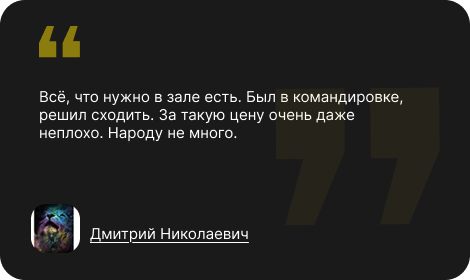 Всё, что нужно в зале есть. Был в командировке,
решил сходить. За такую цену очень даже
неплохо. Народу не много.
Дмитрий Николаевич